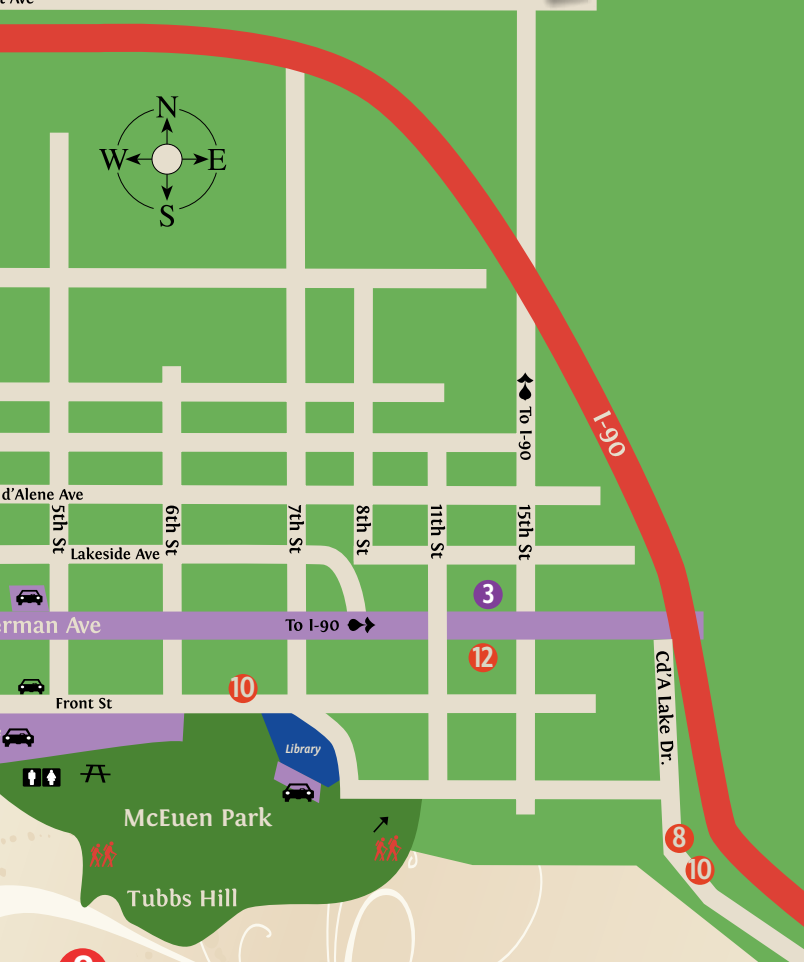 t Ave
N
W E
S
I-90
To I-90
d'Alene Ave
5th St
6th St
7th St
8th St
11th St
15th St
Lakeside Ave
3
erman Ave
To I-90
12
10
Cd'A Lake Dr.
Front St
Library
McEuen Park
8
10
Tubbs Hill